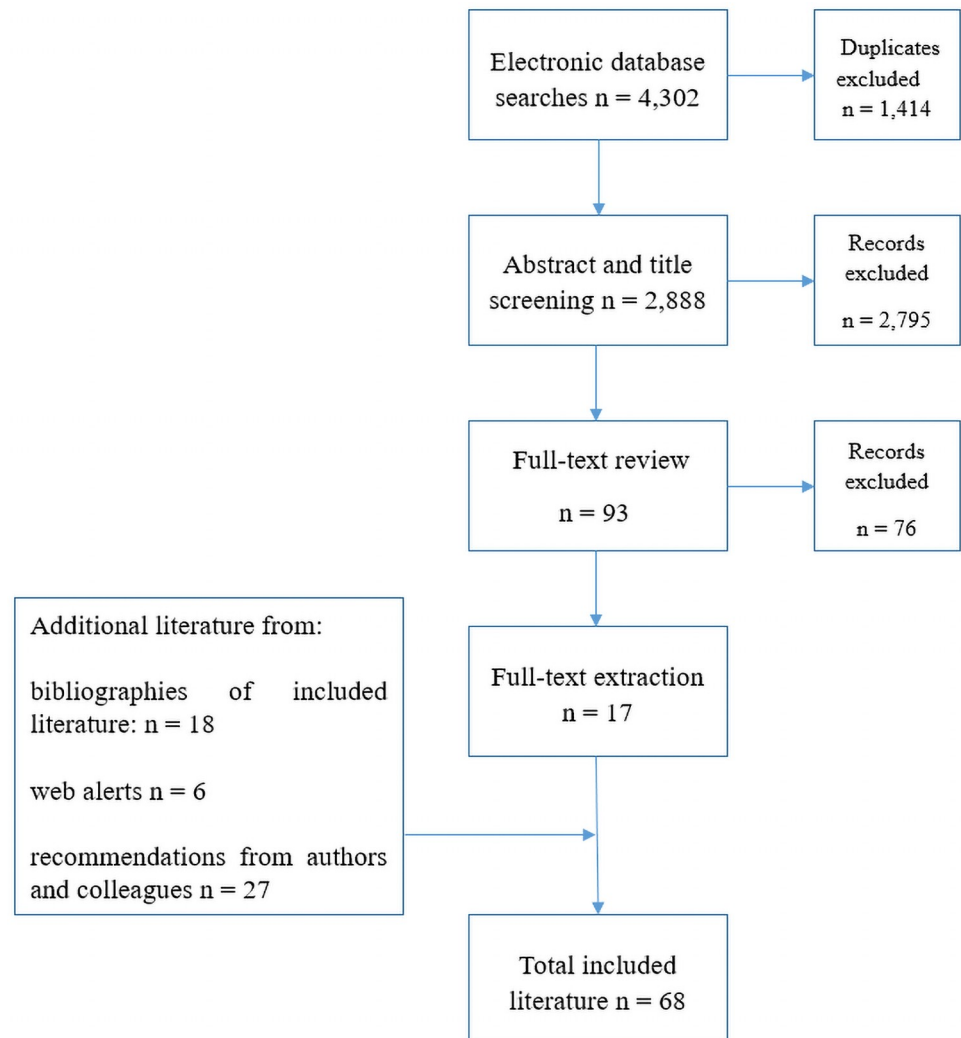 Electronic database
searches n = 4,302
Duplicates
excluded
n = 1,414
Abstract and title
screening n = 2,888
Records
excluded
n = 2,795
Full-text review
n = 93
Records
excluded
n = 76
Additional literature from:
bibliographies of included
literature: n = 18
web alerts n = 6
recommendations from authors
and colleagues n = 27
Full-text extraction
n = 17
Total included
literature n = 68